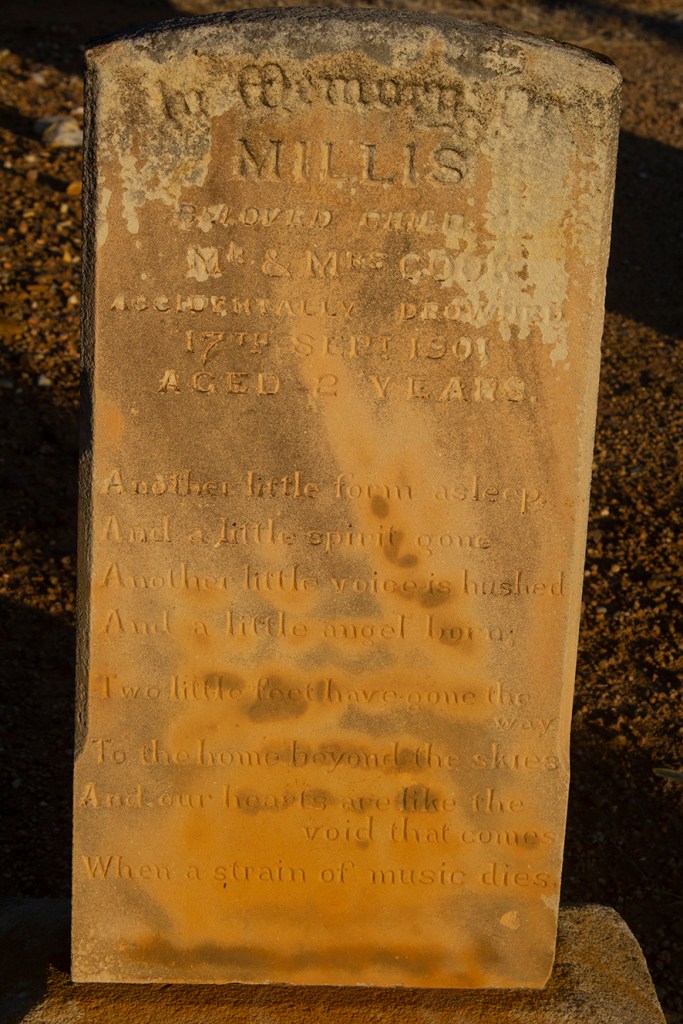 In Memory Of
MILLIS
BELOVED CHILD OF
MR & MRS COOK
ACCIDENTALLY DROWNED
17TH SEPT 1901
AGED 2 YEARS.
Another little form asleep,
And a little spirit gone
Another little voice is hushed
And a little angel born;
Two little feet have gone the
way
To the home beyond the skies
And our hearts are like the
void that comes
When a strain of music dies.